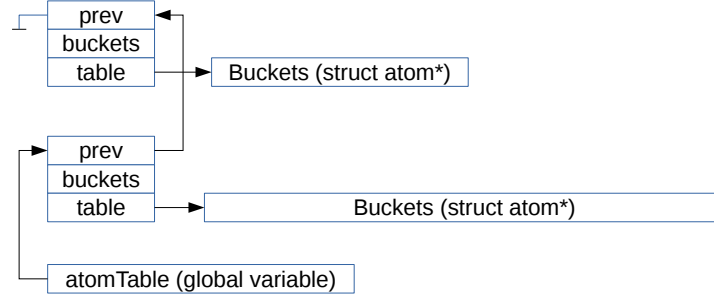 prev
buckets
table
Buckets (struct atom*)
prev
buckets
table
Buckets (struct atom*)
atomTable (global variable)